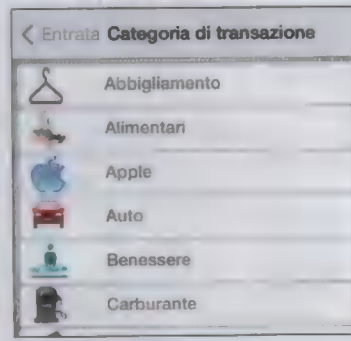 < Entrata Categoria di transazione
Abbigliamento
Alimentari
Apple
Auto
Benessere
Carburante